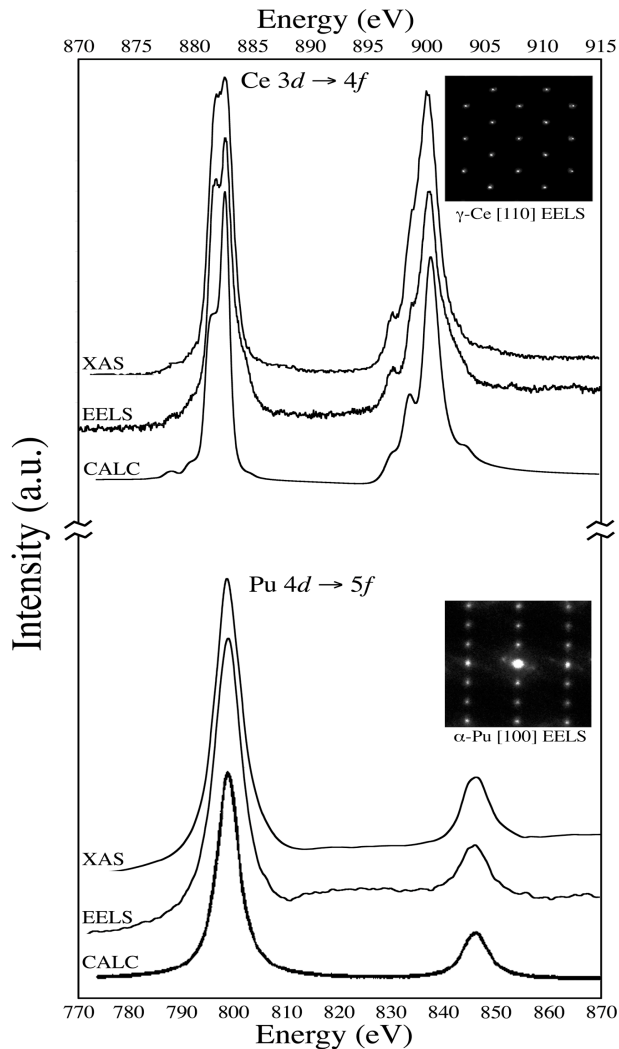 Energy (eV)
870 875 880 885 890 895 900 905 910 915
Ce 3d → 4f
γ-Ce [110] EELS
XAS
EELS
CALC
Intensity (a.u.)
Pu 4d → 5f
α-Pu [100] EELS
XAS
EELS
CALC
770 780 790 800 810 820 830 840 850 860 870
Energy (eV)